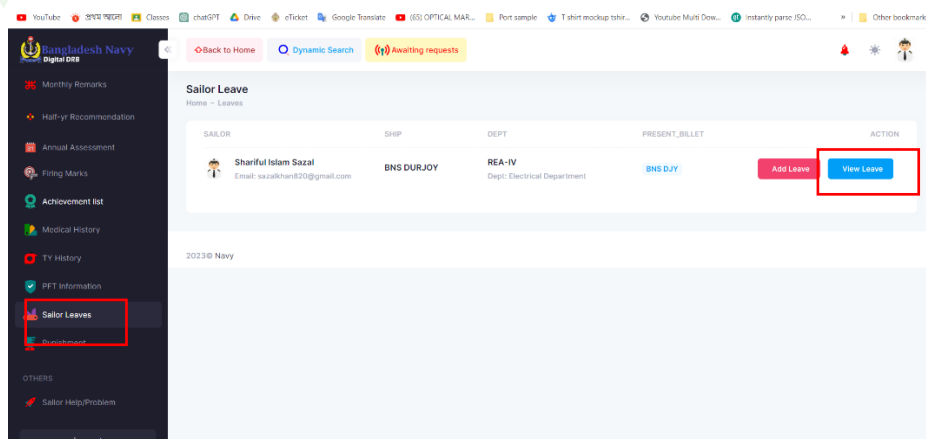 YouTube প্রথম আলো Classes chatGPT Drive eTicket Google Translate (65) OPTICAL MAR... Port sample T shirt mockup tshir... Youtube Multi Dow... Instantly parse JSO... » Other bookmark
Bangladesh Navy
Digital DRB
Back to Home Dynamic Search Awaiting requests
Monthly Remarks
Half-yr Recommendation
Annual Assessment
Firing Marks
Achievement list
Medical History
TY History
PFT Information
Sailor Leaves
Punishment
OTHERS
Sailor Help/Problem
Sailor Leave
Home - Leaves
SAILOR SHIP DEPT PRESENT_BILLET ACTION
Shariful Islam Sazal BNS DURJOY REA-IV BNS DJY Add Leave View Leave
Email: sazalkhan820@gmail.com Dept: Electrical Department
2023© Navy